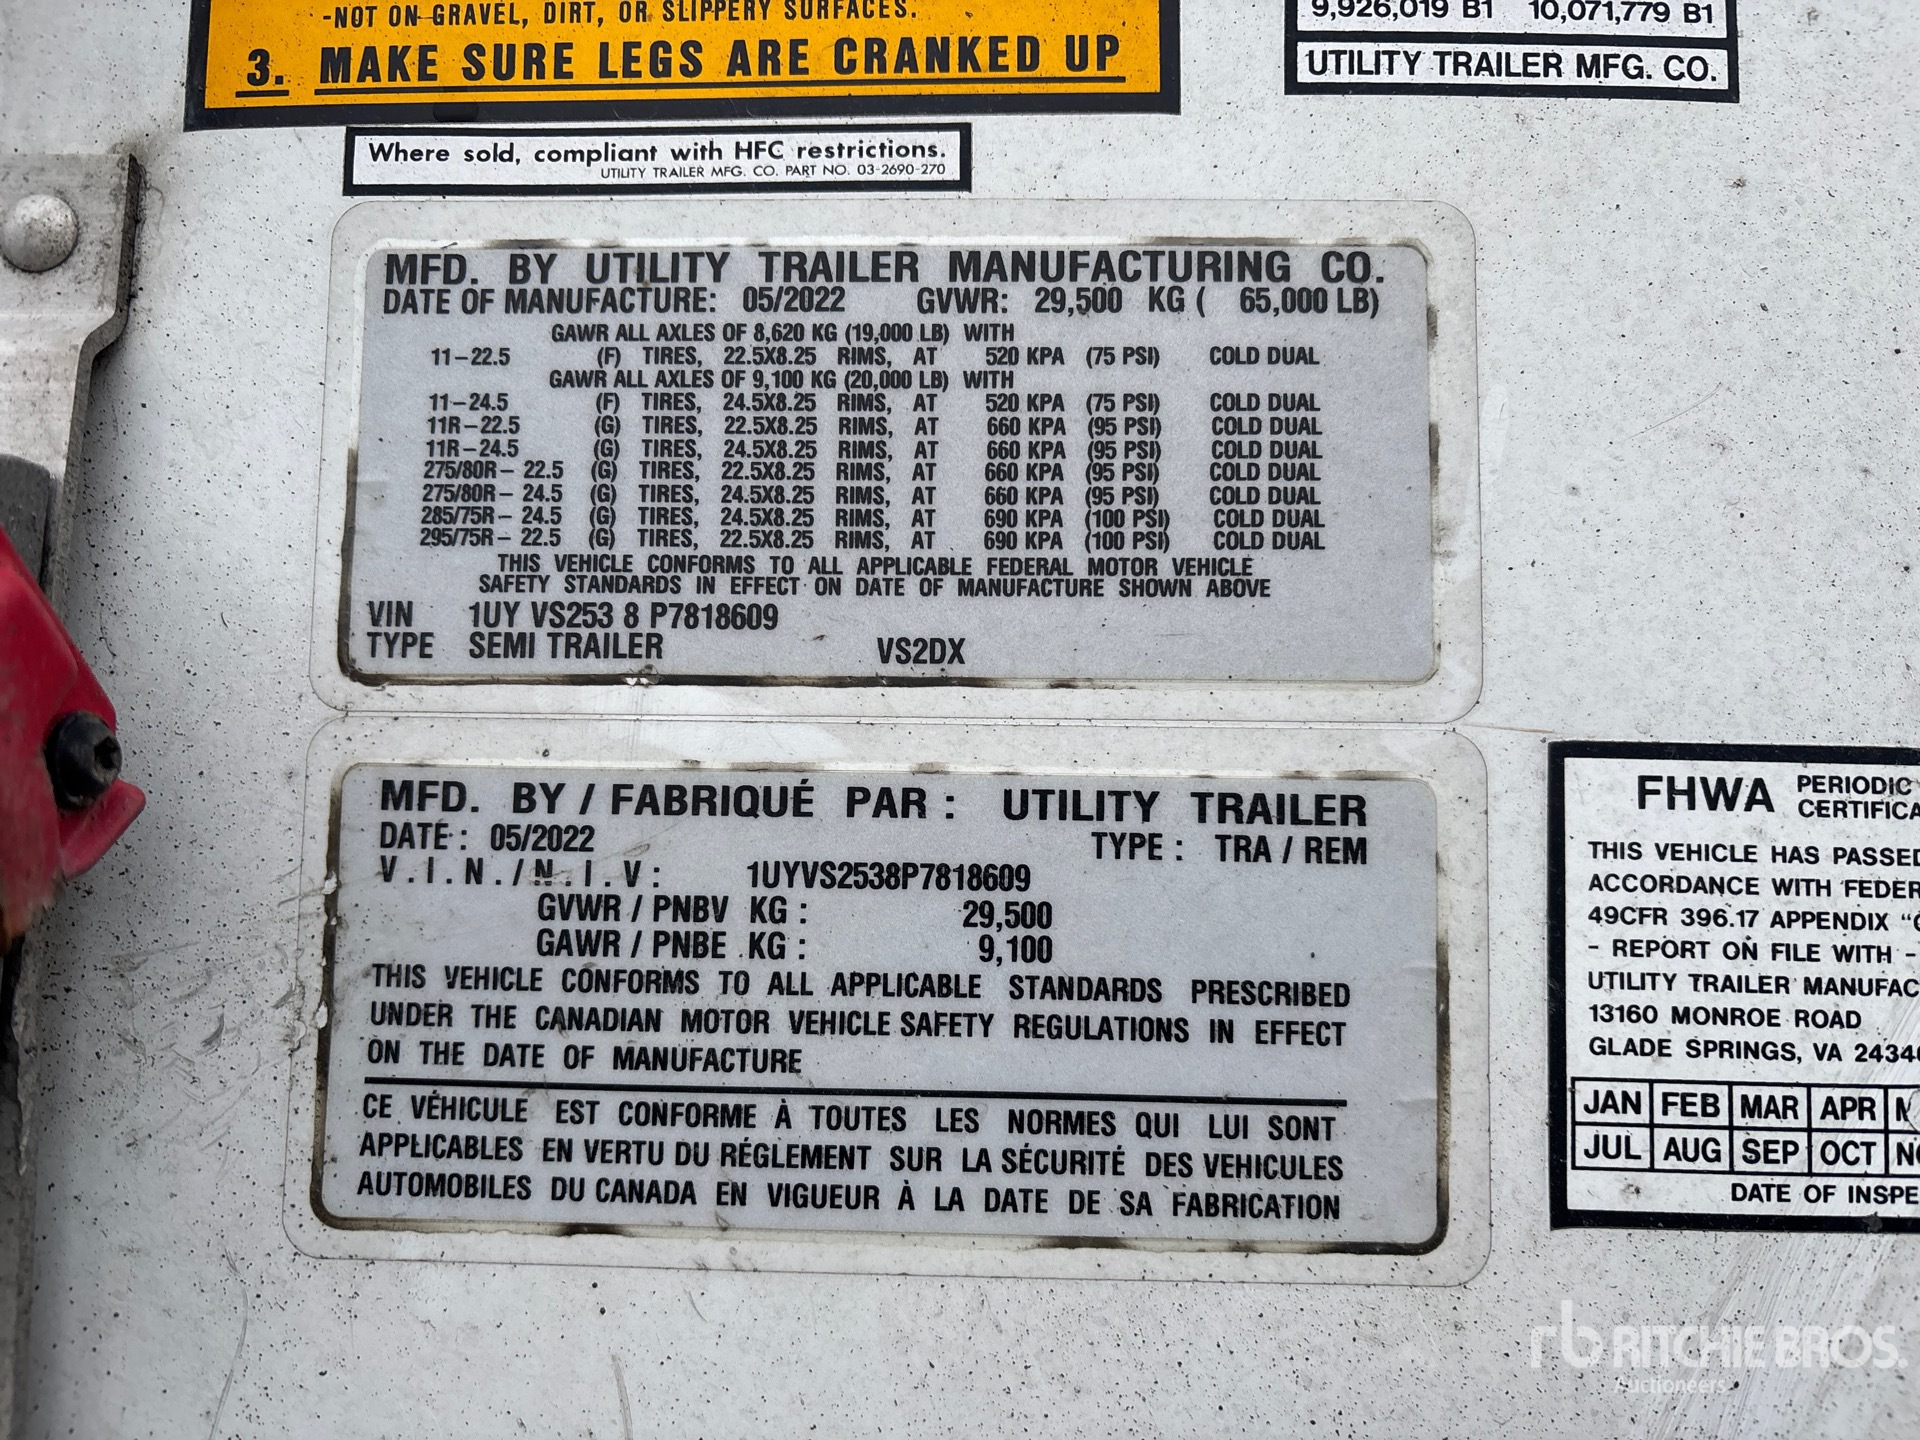 -NOT ON GRAVEL, DIRT, OR SLIPPERY SURFACES.
3. MAKE SURE LEGS ARE CRANKED UP
9,926,019 B1 10,071,779 B1
UTILITY TRAILER MFG. CO.
Where sold, compliant with HFC restrictions.
UTILITY TRAILER MFG. CO. PART NO. 03-2690-270
MFD. BY UTILITY TRAILER MANUFACTURING CO.
DATE OF MANUFACTURE: 05/2022 GVWR: 29,500 KG ( 65,000 LB)
GAWR ALL AXLES OF 8,620 KG (19,000 LB) WITH
11-22.5 (F) TIRES, 22.5X8.25 RIMS, AT 520 KPA (75 PSI) COLD DUAL
GAWR ALL AXLES OF 9,100 KG (20,000 LB) WITH
11-24.5 (F) TIRES, 24.5X8.25 RIMS, AT 520 KPA (75 PSI) COLD DUAL
11R-22.5 (G) TIRES, 22.5X8.25 RIMS, AT 660 KPA (95 PSI) COLD DUAL
11R-24.5 (G) TIRES, 24.5X8.25 RIMS, AT 660 KPA (95 PSI) COLD DUAL
275/80R- 22.5 (G) TIRES, 22.5X8.25 RIMS, AT 660 KPA (95 PSI) COLD DUAL
275/80R- 24.5 (G) TIRES, 24.5X8.25 RIMS, AT 660 KPA (95 PSI) COLD DUAL
285/75R- 24.5 (G) TIRES, 24.5X8.25 RIMS, AT 690 KPA (100 PSI) COLD DUAL
295/75R- 22.5 (G) TIRES, 22.5X8.25 RIMS, AT 690 KPA (100 PSI) COLD DUAL
THIS VEHICLE CONFORMS TO ALL APPLICABLE FEDERAL MOTOR VEHICLE
SAFETY STANDARDS IN EFFECT ON DATE OF MANUFACTURE SHOWN ABOVE
VIN 1UY VS253 8 P7818609
TYPE SEMI TRAILER VS2DX
MFD. BY / FABRIQUÉ PAR : UTILITY TRAILER
DATE : 05/2022 TYPE : TRA / REM
V.I.N./N.I.V: 1UYVS2538P7818609
GVWR / PNBV KG : 29,500
GAWR / PNBE KG : 9,100
THIS VEHICLE CONFORMS TO ALL APPLICABLE STANDARDS PRESCRIBED
UNDER THE CANADIAN MOTOR VEHICLE SAFETY REGULATIONS IN EFFECT
ON THE DATE OF MANUFACTURE
CE VÉHICULE EST CONFORME À TOUTES LES NORMES QUI LUI SONT
APPLICABLES EN VERTU DU RÉGLEMENT SUR LA SÉCURITÉ DES VEHICULES
AUTOMOBILES DU CANADA EN VIGUEUR À LA DATE DE SA FABRICATION
FHWA PERIODIC
CERTIFICA
THIS VEHICLE HAS PASSED
ACCORDANCE WITH FEDER
49CFR 396.17 APPENDIX "G
- REPORT ON FILE WITH -
UTILITY TRAILER MANUFAC
13160 MONROE ROAD
GLADE SPRINGS, VA 2434
JAN FEB MAR APR M
JUL AUG SEP OCT NO
DATE OF INSPE
rb RITCHIE BROS.
Auctioneers